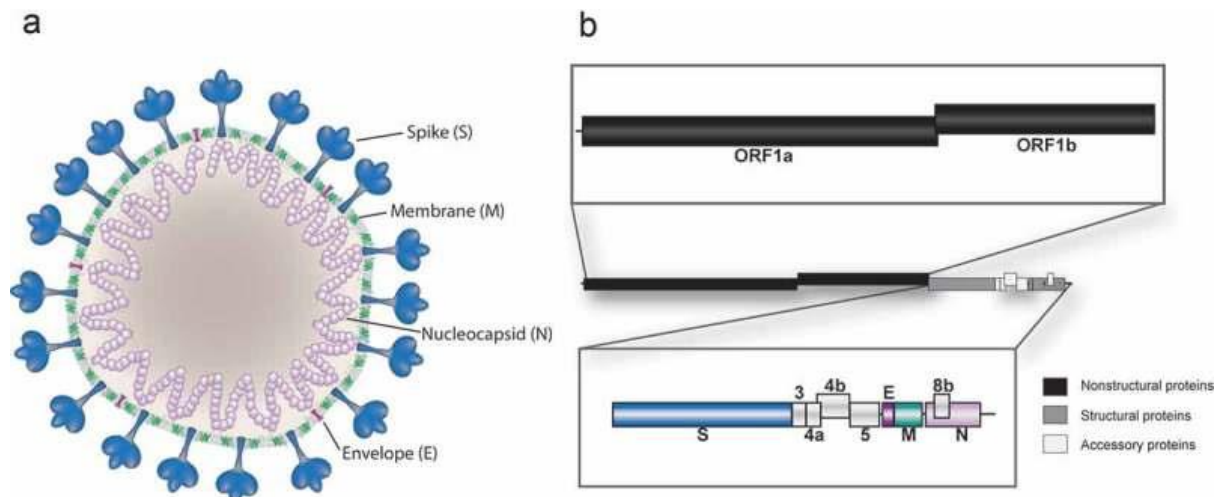 a
Spike (S)
Membrane (M)
Nucleocapsid (N)
Envelope (E)
b
ORF1a
ORF1b
3
4b
E
8b
S
4a
5
M
N
Nonstructural proteins
Structural proteins
Accessory proteins